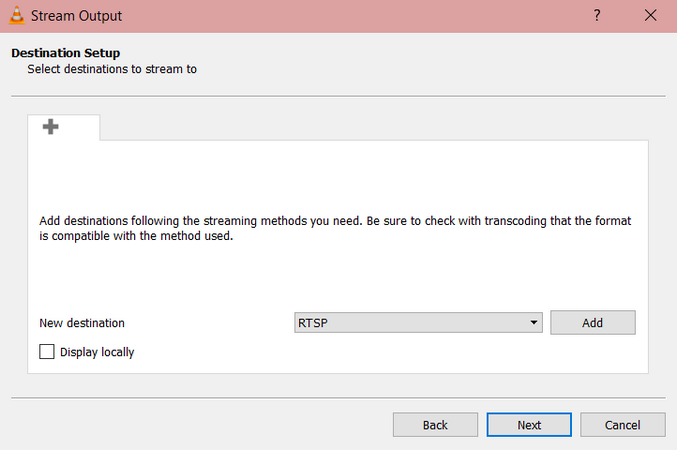 Stream Output
Destination Setup
Select destinations to stream to
Add destinations following the streaming methods you need. Be sure to check with transcoding that the format
is compatible with the method used.
New destination
RTSP
Add
Display locally
Back
Next
Cancel